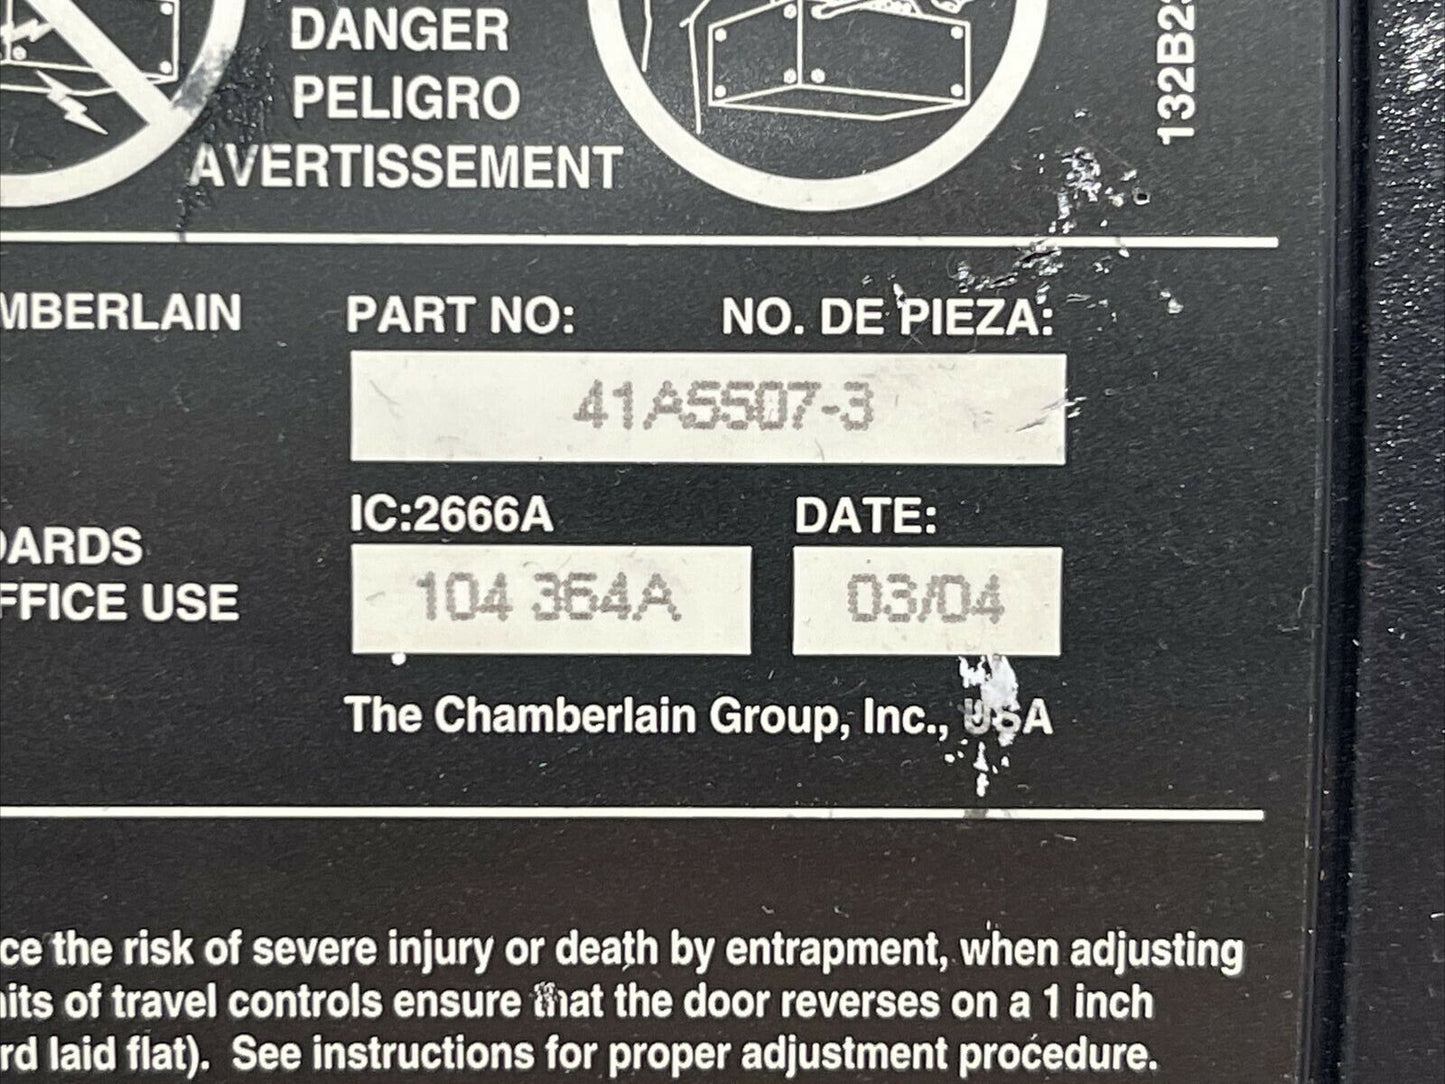 DANGER
PELIGRO
AVERTISSEMENT
132B2
MBERLAIN
PART NO: NO. DE PIEZA:
41A5507-3
IC:2666A DATE:
DARDS
FFICE USE
104 364A 03/04
The Chamberlain Group, Inc., USA
ce the risk of severe injury or death by entrapment, when adjusting
its of travel controls ensure that the door reverses on a 1 inch
rd laid flat). See instructions for proper adjustment procedure.